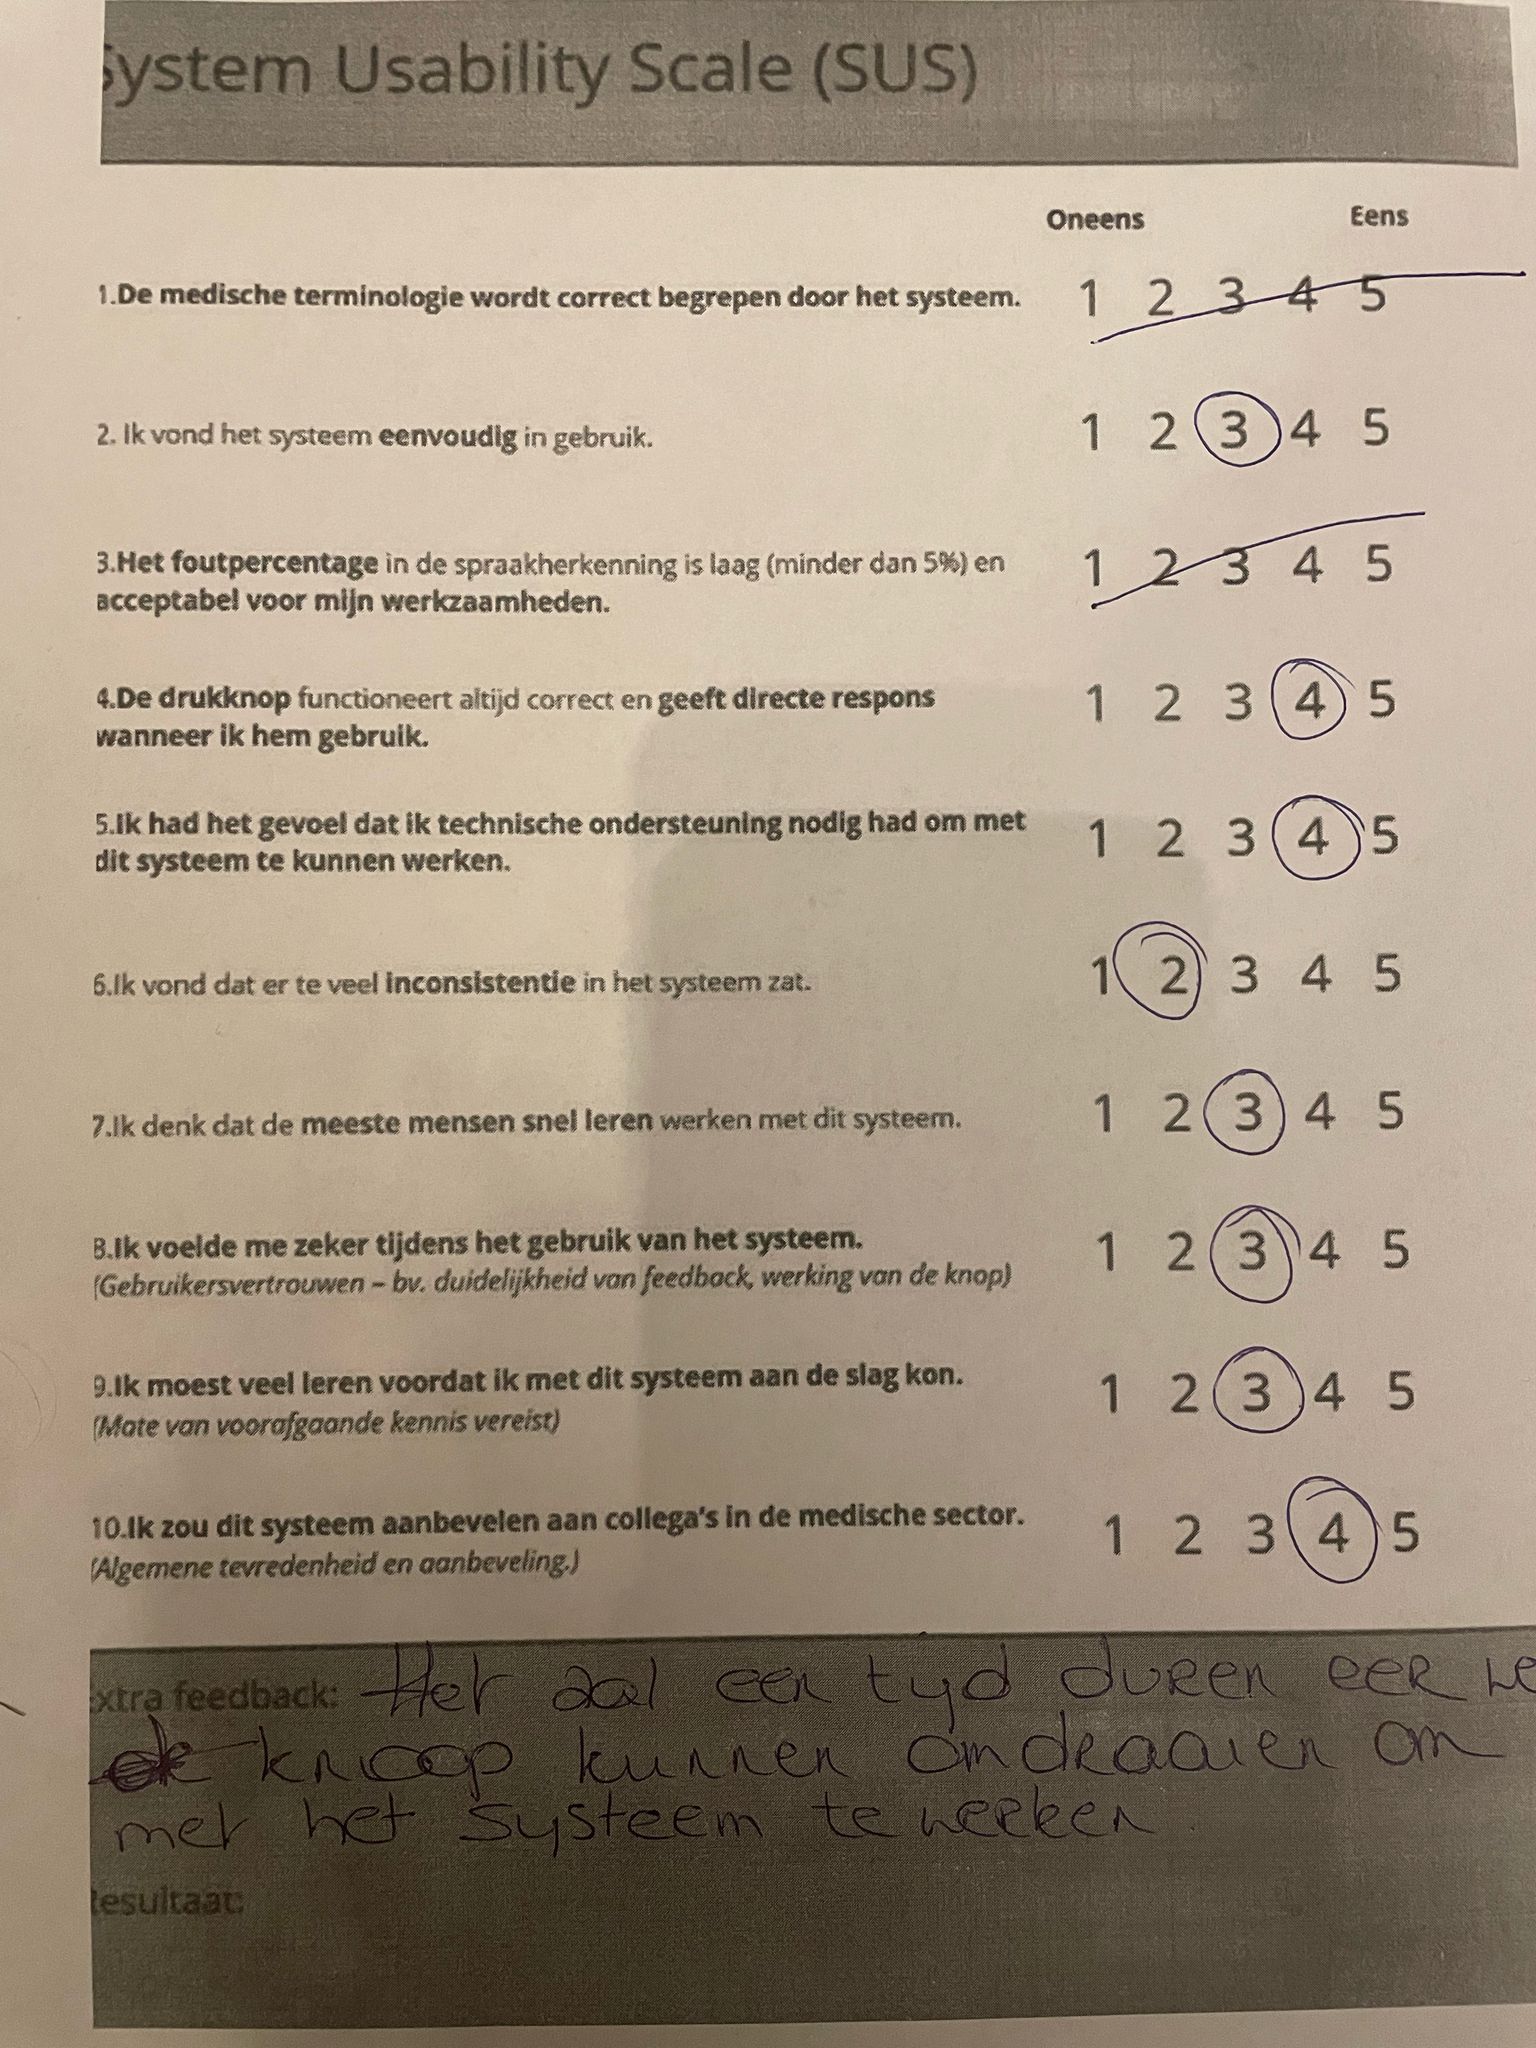 System Usability Scale (SUS)
Oneens Eens
1.De medische terminologie wordt correct begrepen door het systeem. 1 2 3 4 5
2. Ik vond het systeem eenvoudig in gebruik. 1 2 3 4 5
3.Het foutpercentage in de spraakherkenning is laag (minder dan 5%) en 1 2 3 4 5
acceptabel voor mijn werkzaamheden.
4.De drukknop functioneert altijd correct en geeft directe respons 1 2 3 4 5
wanneer ik hem gebruik.
5.Ik had het gevoel dat ik technische ondersteuning nodig had om met 1 2 3 4 5
dit systeem te kunnen werken.
6.Ik vond dat er te veel inconsistentie in het systeem zat. 1 2 3 4 5
7.Ik denk dat de meeste mensen snel leren werken met dit systeem. 1 2 3 4 5
8.Ik voelde me zeker tijdens het gebruik van het systeem. 1 2 3 4 5
(Gebruikersvertrouwen – bv. duidelijkheid van feedback, werking van de knop)
9.Ik moest veel leren voordat ik met dit systeem aan de slag kon. 1 2 3 4 5
(Mate van voorafgaande kennis vereist)
10.Ik zou dit systeem aanbevelen aan collega's in de medische sector. 1 2 3 4 5
(Algemene tevredenheid en aanbeveling.)
Extra feedback: Het zal een tijd duren eer we
knoop kunnen omdraaien om
met het systeem te werken.
Resultaat: